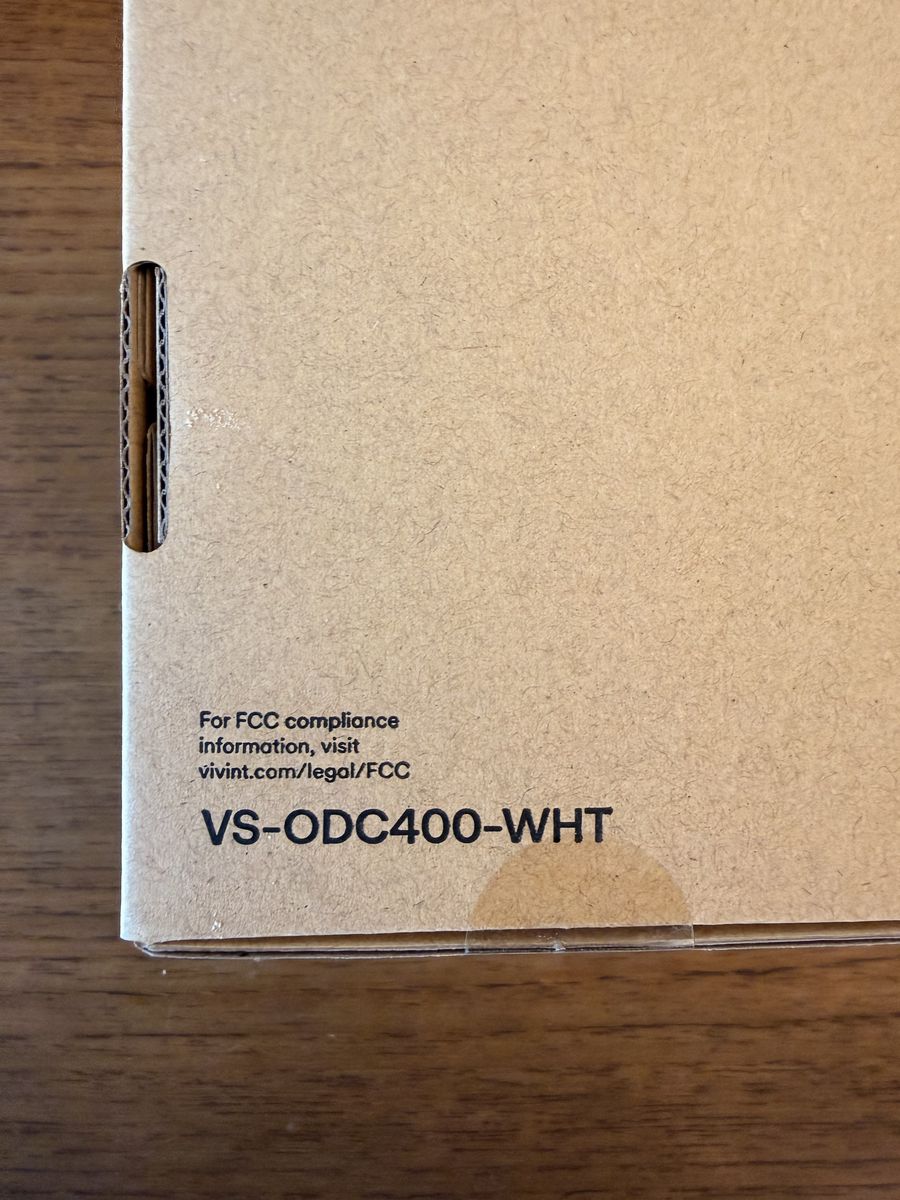 For FCC compliance
information, visit
vivint.com/legal/FCC
VS-ODC400-WHT